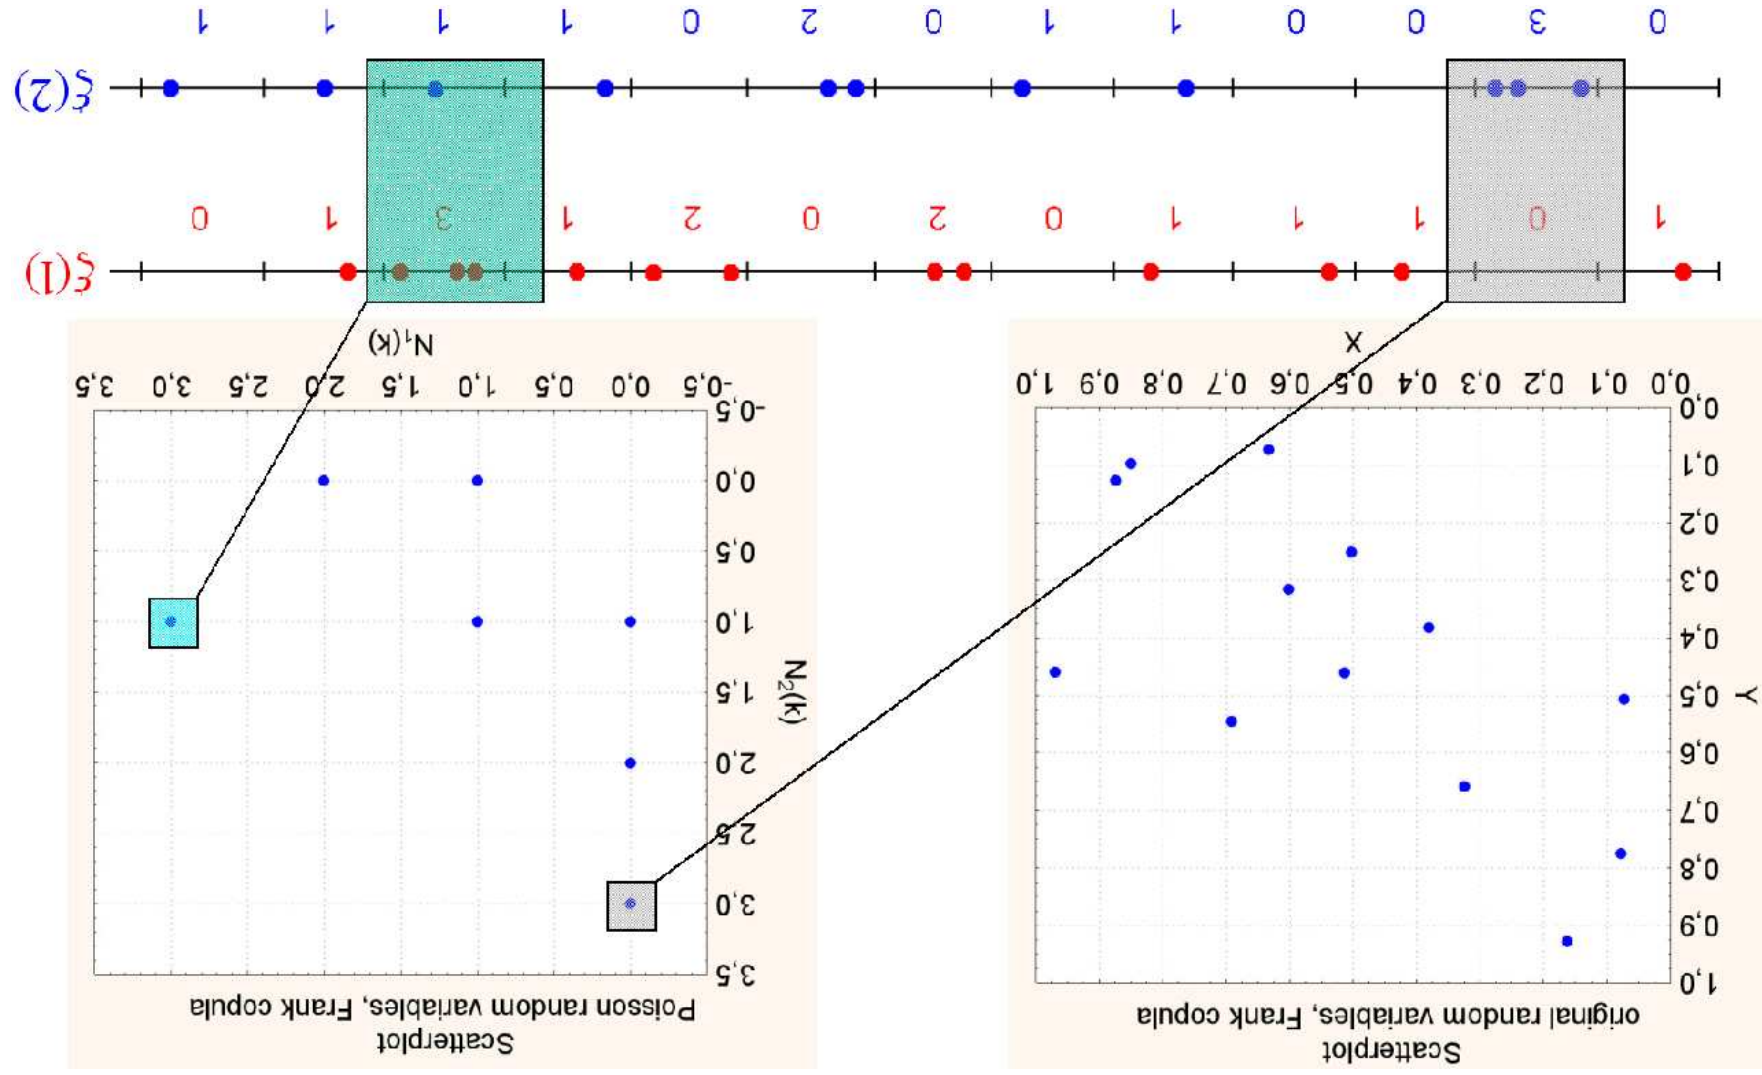 Scatterplot
original random variables, Frank copula
1,0
0,9
0,8
0,7
0,6
Y
0,5
0,4
0,3
0,2
0,1
0,0
0,0 0,1 0,2 0,3 0,4 0,5 0,6 0,7 0,8 0,9 1,0
X
Scatterplot
Poisson random variables, Frank copula
3,5
3,0
2,5
2,0
N₂(k)
1,5
1,0
0,5
0,0
-0,5
-0,5 0,0 0,5 1,0 1,5 2,0 2,5 3,0 3,5
N₁(k)
ξ(1)
1 0 1 1 1 0 2 0 2 1 3 1 0
ξ(2)
0 3 0 0 1 1 0 2 0 1 1 1 1